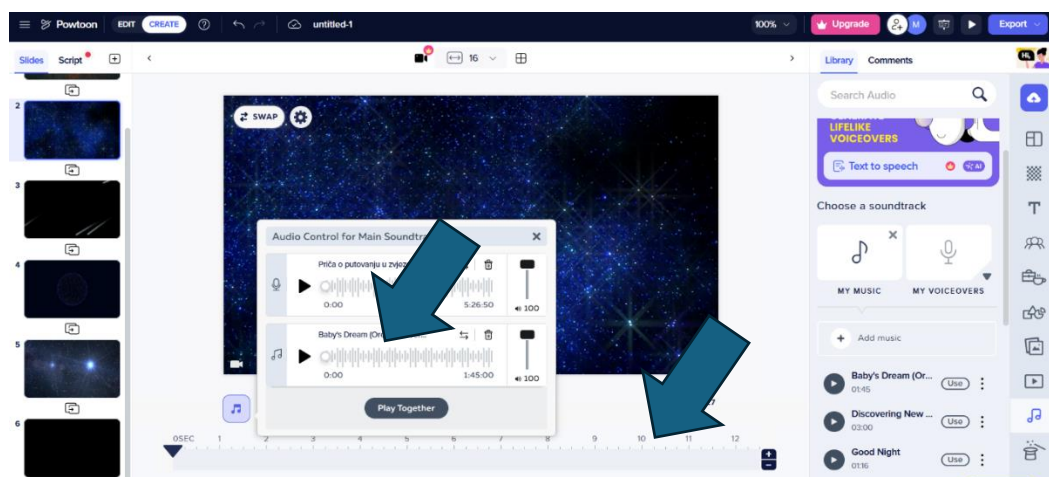 Powtoon EDIT CREATE untitled-1 100% Upgrade M Export
Slides Script 16 Library Comments
HI,
Search Audio
LIFELIKE
VOICEOVERS
Text to speech AI
Choose a soundtrack
MY MUSIC MY VOICEOVERS
Add music
Baby's Dream (Or... Use
01:45
Discovering New ... Use
03:00
Good Night Use
01:16
2
3
4
5
6
SWAP
Audio Control for Main
Priča o putovanju u
0:00 5:26:50 100
Baby's Dream
0:00 1:45:00 100
Play Together
0SEC 1 2 3 4 5 6 7 8 9 10 11 12